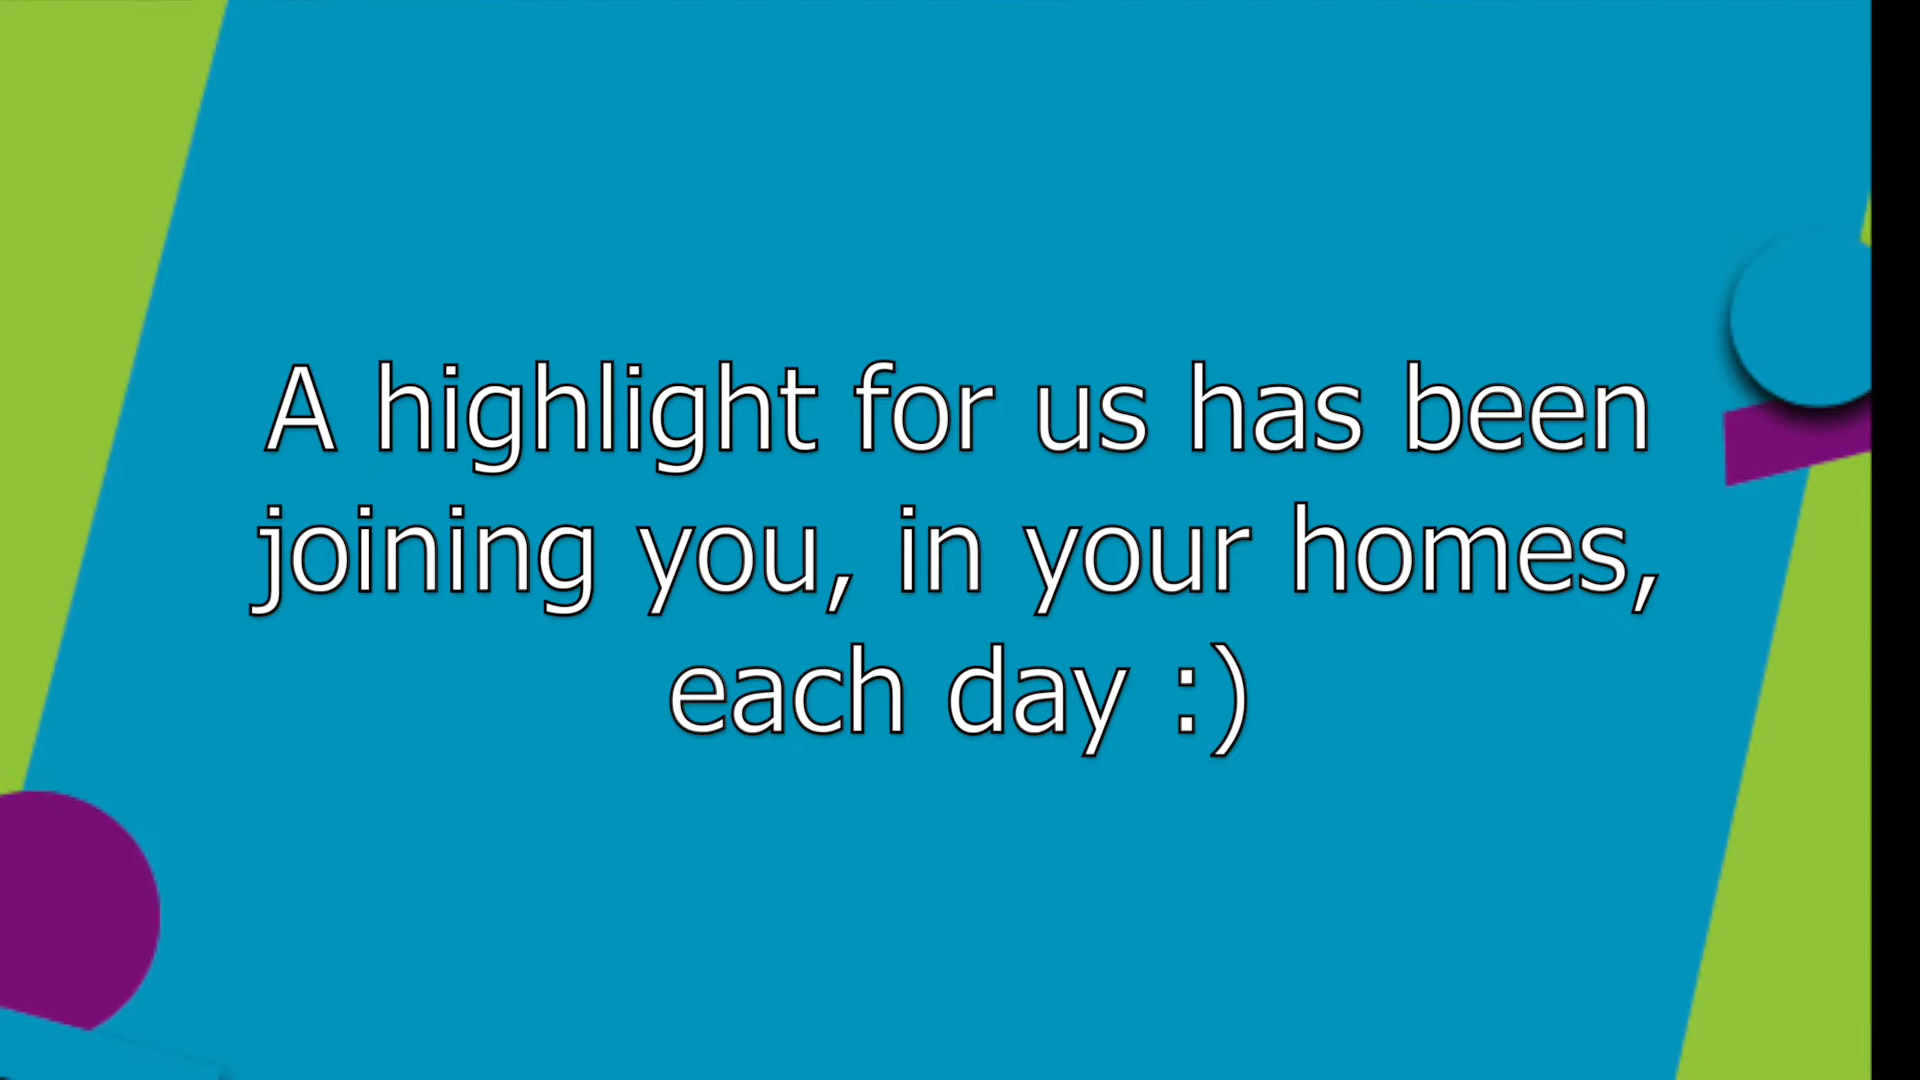 A highlight for us has been
joining you, in your homes,
each day :)